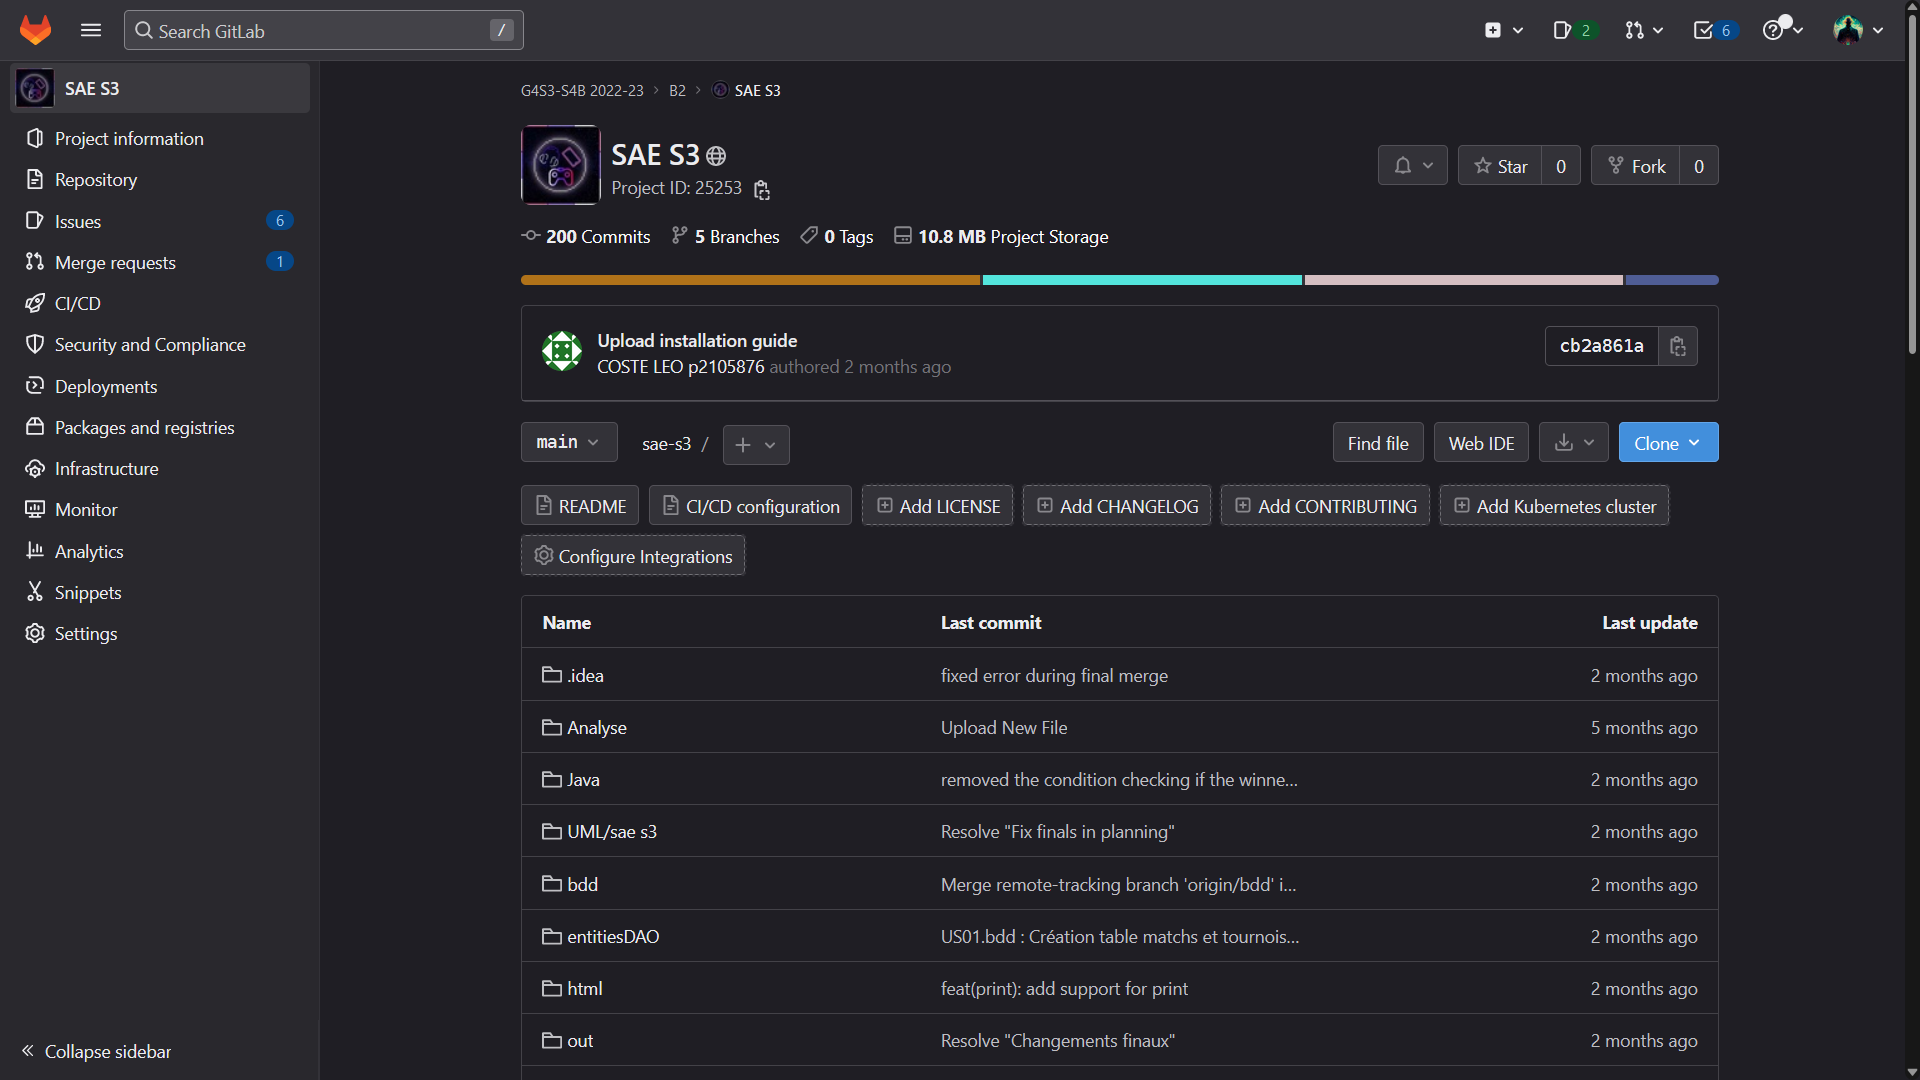 Search GitLab
/
2
6
SAE S3
Project information
Repository
Issues
6
Merge requests
1
CI/CD
Security and Compliance
Deployments
Packages and registries
Infrastructure
Monitor
Analytics
Snippets
Settings
Collapse sidebar
G4S3-S4B 2022-23 > B2 > SAE S3
SAE S3
Project ID: 25253
Star 0
Fork 0
200 Commits
5 Branches
0 Tags
10.8 MB Project Storage
Upload installation guide
COSTE LEO p2105876 authored 2 months ago
cb2a861a
main
sae-s3 /
Find file
Web IDE
Clone
README
CI/CD configuration
Add LICENSE
Add CHANGELOG
Add CONTRIBUTING
Add Kubernetes cluster
Configure Integrations
Name Last commit Last update
.idea fixed error during final merge 2 months ago
Analyse Upload New File 5 months ago
Java removed the condition checking if the winne... 2 months ago
UML/sae s3 Resolve "Fix finals in planning" 2 months ago
bdd Merge remote-tracking branch 'origin/bdd' i... 2 months ago
entitiesDAO US01.bdd : Création table matchs et tournois... 2 months ago
html feat(print): add support for print 2 months ago
out Resolve "Changements finaux" 2 months ago